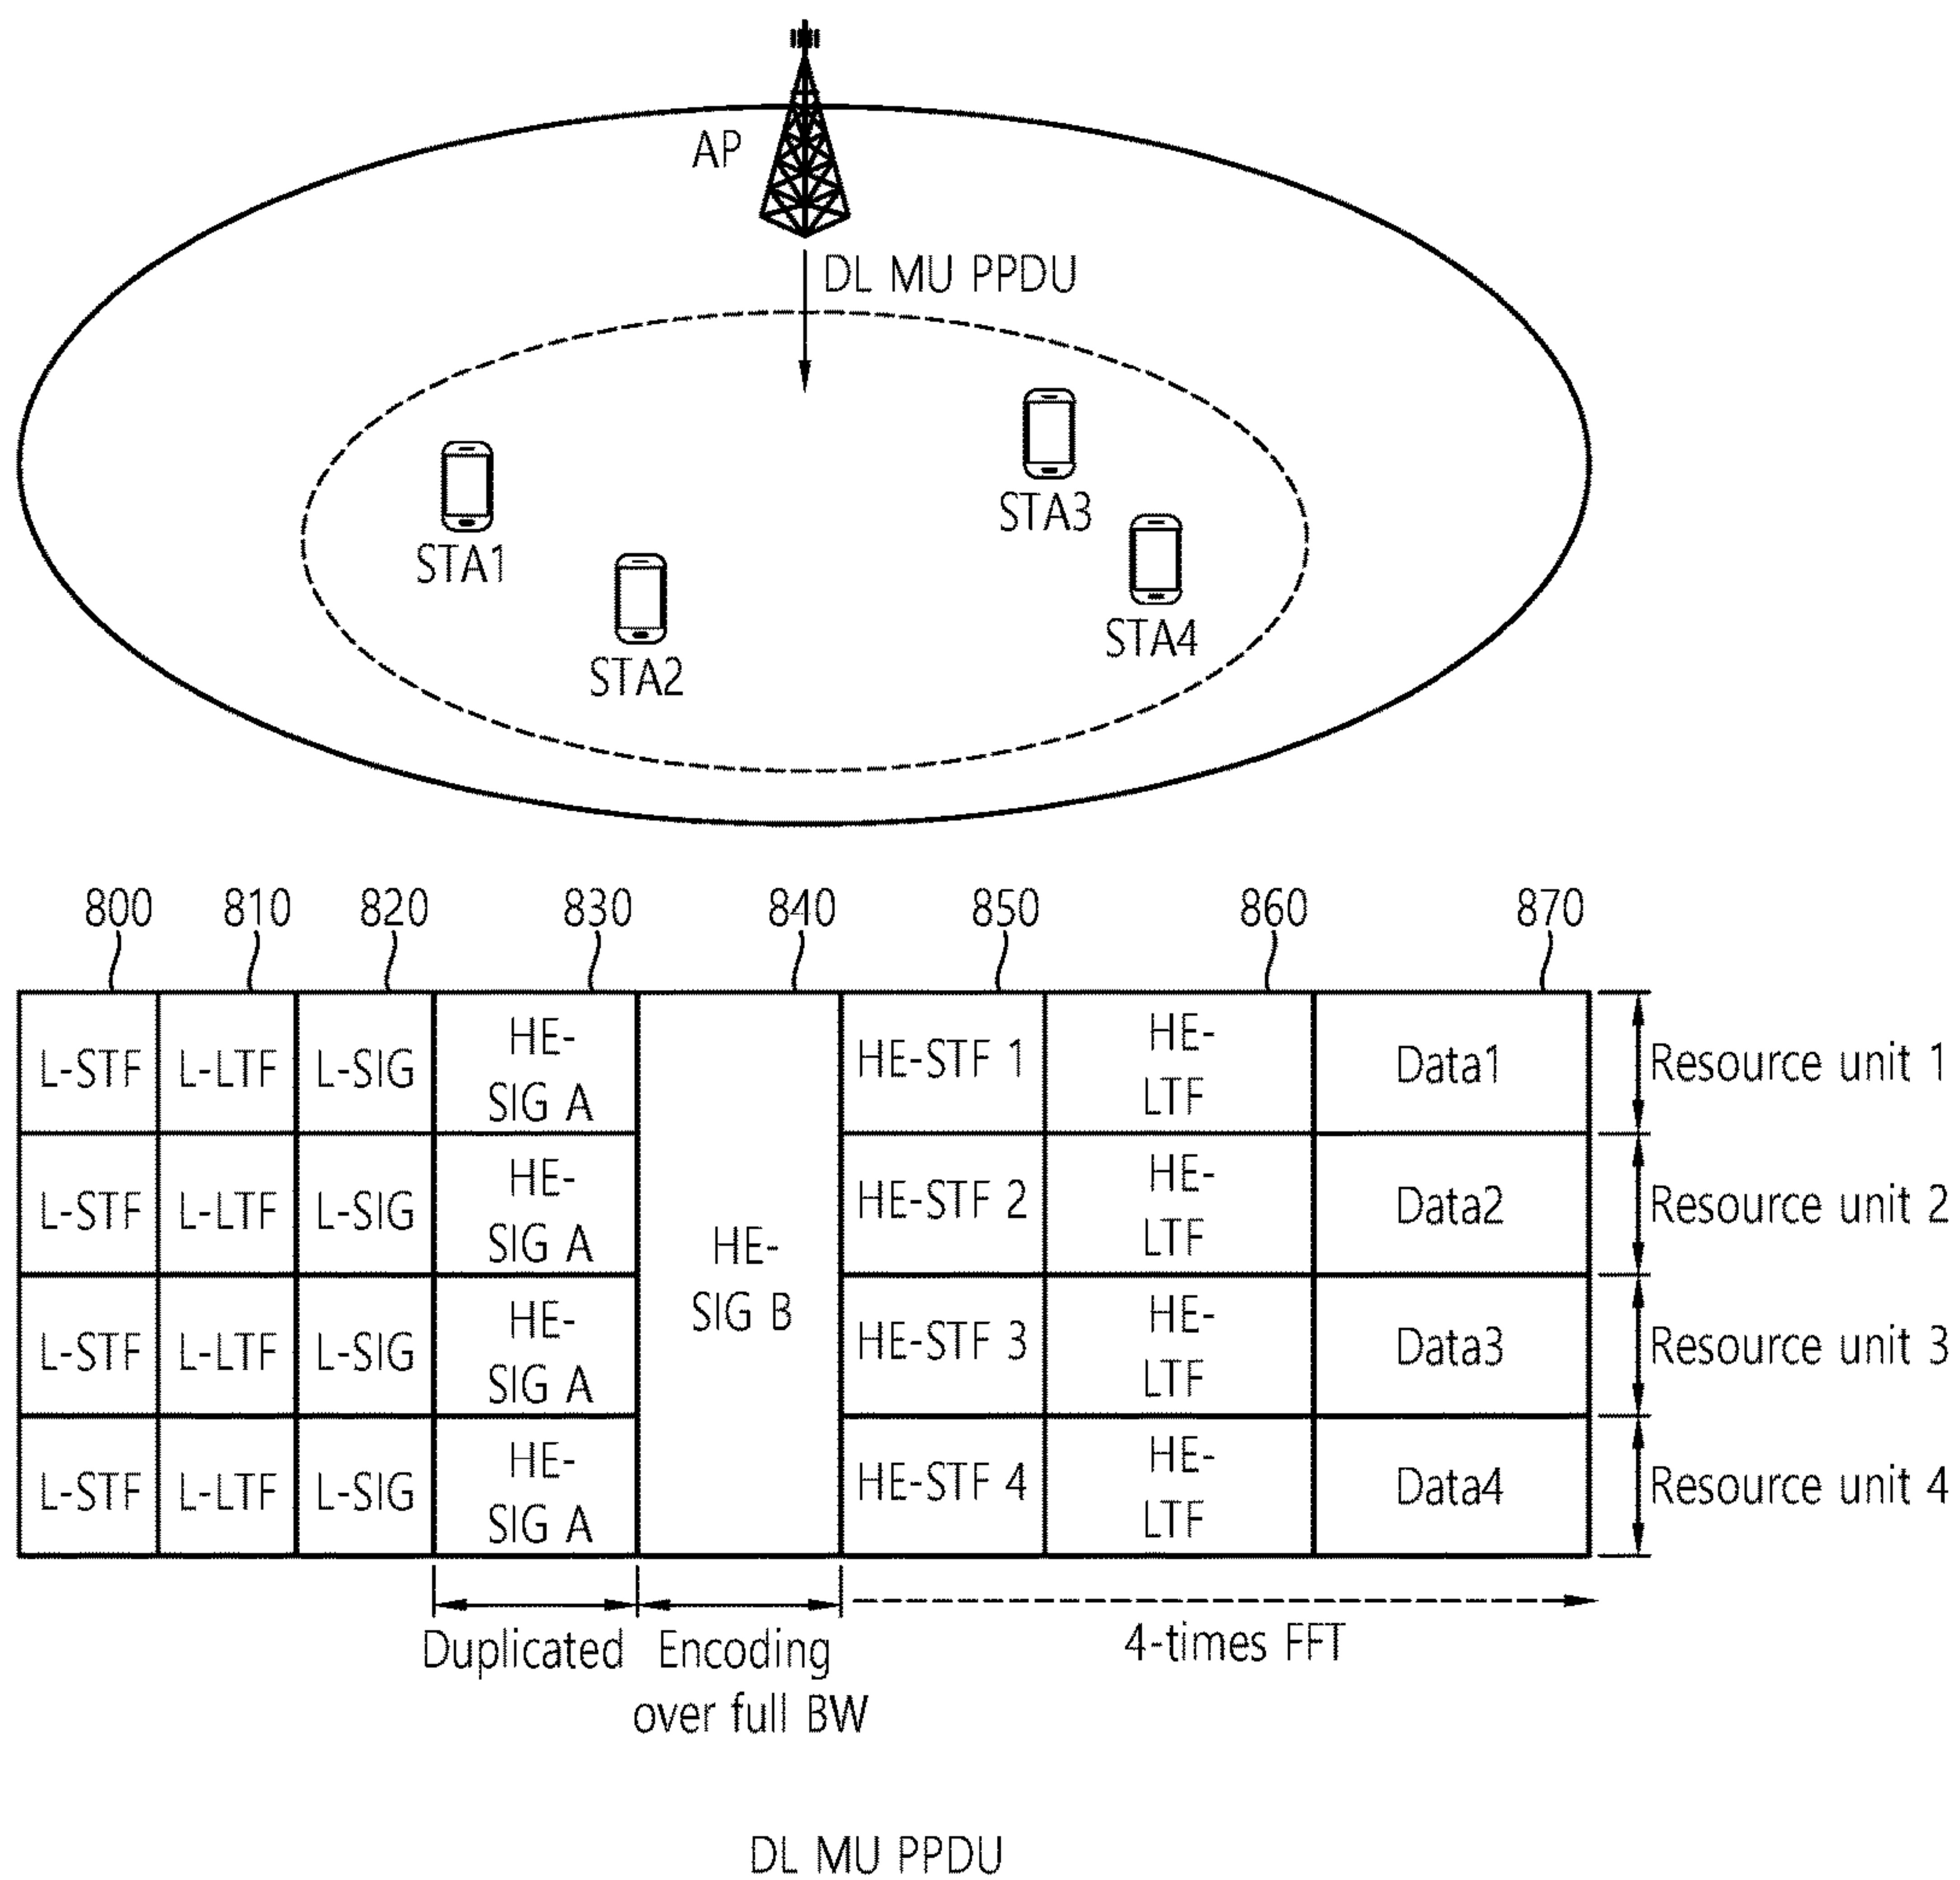 AP
DL MU PPDU
STA3
STA1
STA4
STA2
800 810 820 830 840 850 860 870
L-STF L-LTF L-SIG HE- SIG A HE-STF 1 HE- LTF Data1 Resource unit 1
L-STF L-LTF L-SIG HE- SIG A HE-STF 2 HE- LTF Data2 Resource unit 2
HE-
SIG B
L-STF L-LTF L-SIG HE- SIG A HE-STF 3 HE- LTF Data3 Resource unit 3
L-STF L-LTF L-SIG HE- SIG A HE-STF 4 HE- LTF Data4 Resource unit 4
Duplicated
Encoding
over full BW
4-times FFT
DL MU PPDU